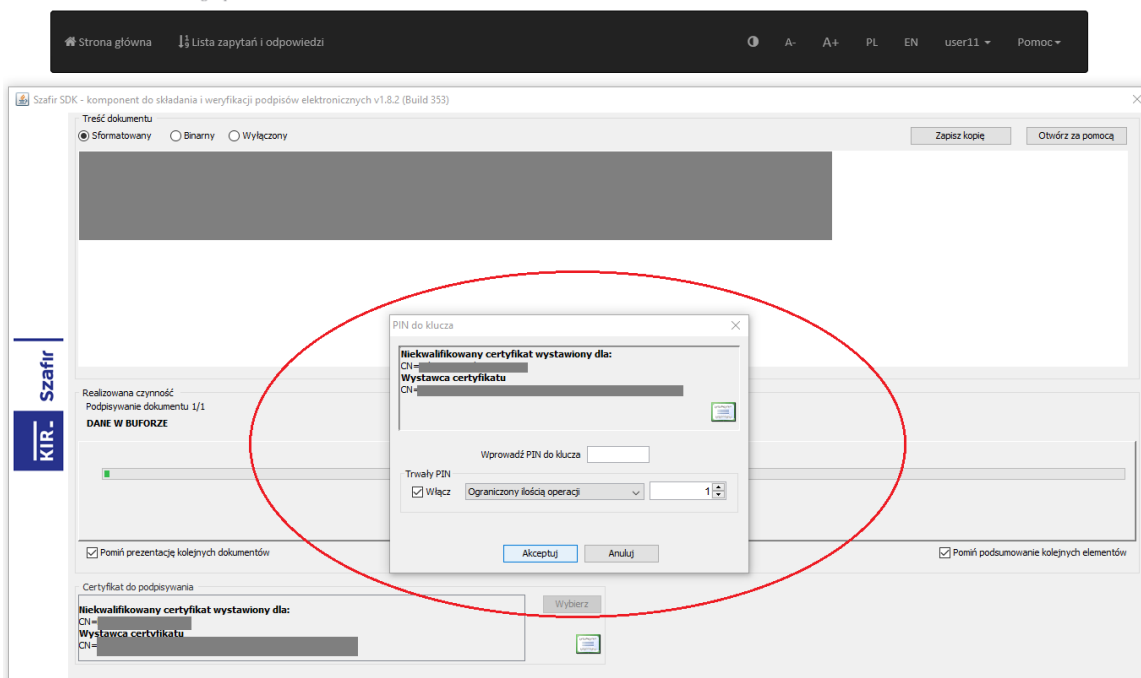 Strona główna Lista zapytań i odpowiedzi A- A+ PL EN user11 Pomoc
Szafir SDK - komponent do składania i weryfikacji podpisów elektronicznych v1.8.2 (Build 353)
Treść dokumentu
Sformatowany Binarny Wyłączony Zapisz kopię Otwórz za pomocą
PIN do klucza
Niekwalifikowany certyfikat wystawiony dla:
CN=
Wystawca certyfikatu
CN=
Wprowadź PIN do klucza
Trwały PIN
Włącz Ograniczony ilością operacji 1
Akceptuj Anuluj
Szafir
KIR
Realizowana czynność
Podpisywanie dokumentu 1/1
DANE W BUFORZE
Pomiń prezentację kolejnych dokumentów Pomiń podsumowanie kolejnych elementów
Certyfikat do podpisywania
Niekwalifikowany certyfikat wystawiony dla:
CN=
Wystawca certyfikatu
CN=
Wybierz